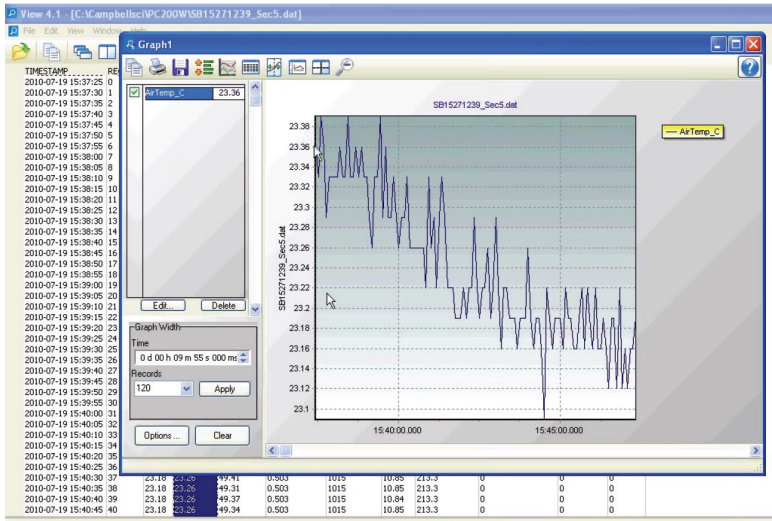 View 4.1 - [C:\Campbellsci\PC200W\SB15271239_Sec5.dat]
File Edit View Window Help
TIMESTAMP
2010-07-19 15:37:25 0
2010-07-19 15:37:30 1
2010-07-19 15:37:35 2
2010-07-19 15:37:40 3
2010-07-19 15:37:45 4
2010-07-19 15:37:50 5
2010-07-19 15:37:55 6
2010-07-19 15:38:00 7
2010-07-19 15:38:05 8
2010-07-19 15:38:10 9
2010-07-19 15:38:15 10
2010-07-19 15:38:20 11
2010-07-19 15:38:25 12
2010-07-19 15:38:30 13
2010-07-19 15:38:35 14
2010-07-19 15:38:40 15
2010-07-19 15:38:45 16
2010-07-19 15:38:50 17
2010-07-19 15:38:55 18
2010-07-19 15:39:00 19
2010-07-19 15:39:05 20
2010-07-19 15:39:10 21
2010-07-19 15:39:15 22
2010-07-19 15:39:20 23
2010-07-19 15:39:25 24
2010-07-19 15:39:30 25
2010-07-19 15:39:35 26
2010-07-19 15:39:40 27
2010-07-19 15:39:45 28
2010-07-19 15:39:50 29
2010-07-19 15:39:55 30
2010-07-19 15:40:00 31
2010-07-19 15:40:05 32
2010-07-19 15:40:10 33
2010-07-19 15:40:15 34
2010-07-19 15:40:20 35
2010-07-19 15:40:25 36
2010-07-19 15:40:30 37 23.18 23.26 49.41 0.503 1015 10.85 213.3 0 0 0
2010-07-19 15:40:35 38 23.18 23.26 49.31 0.503 1015 10.85 213.3 0 0 0
2010-07-19 15:40:40 39 23.18 23.26 49.37 0.503 1015 10.84 213.3 0 0 0
2010-07-19 15:40:45 40 23.18 23.26 49.34 0.503 1015 10.85 213.3 0 0 0
Graph1
AirTemp_C 23.36
Edit... Delete
Graph Width
Time
0 d 00 h 09 m 55 s 000 ms
Records
120 Apply
Options ... Clear
SB15271239_Sec5.dat
AirTemp_C
SB15271239_Sec5.dat
23.38
23.36
23.34
23.32
23.3
23.28
23.26
23.24
23.22
23.2
23.18
23.16
23.14
23.12
23.1
15:40:00.000 15:45:00.000